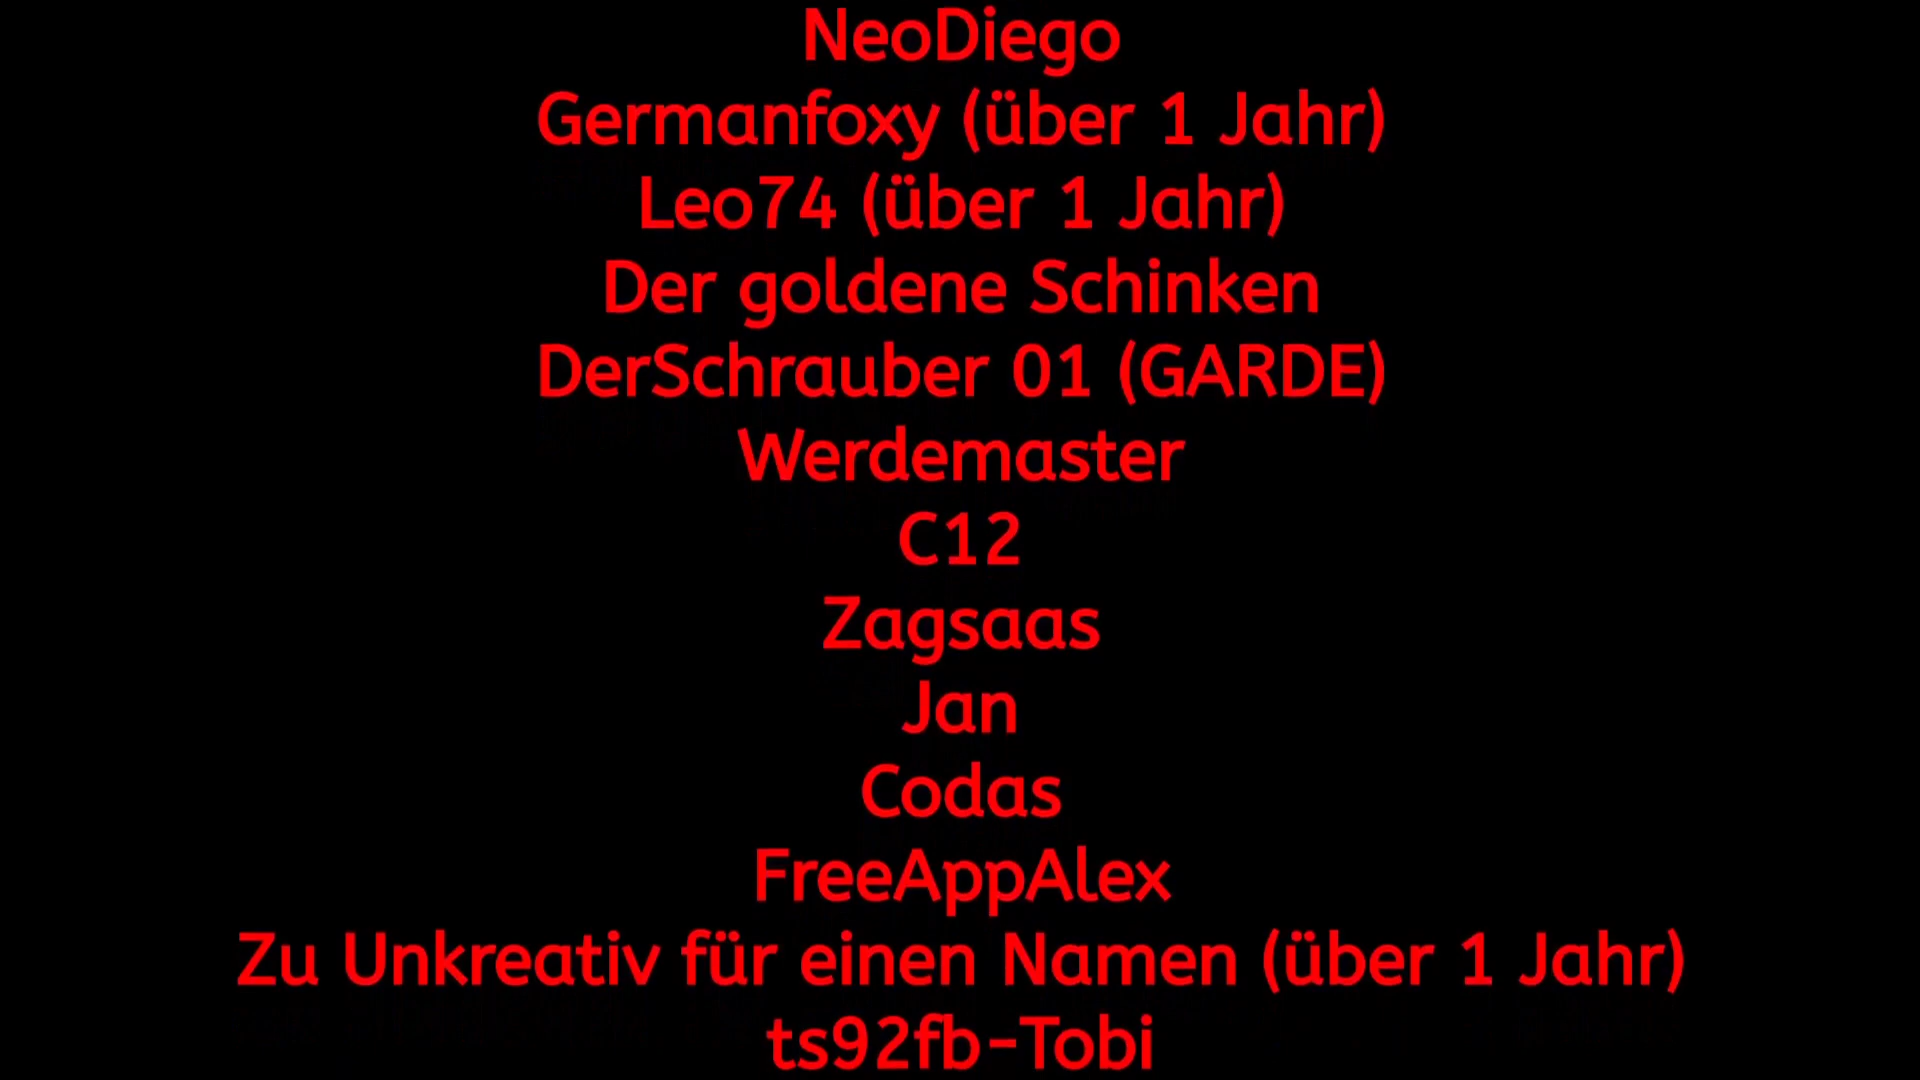 NeoDiego
Germanfoxy (über 1 Jahr)
Leo74 (über 1 Jahr)
Der goldene Schinken
DerSchrauber 01 (GARDE)
Werdemaster
C12
Zagsaas
Jan
Codas
FreeAppAlex
Zu Unkreativ für einen Namen (über 1 Jahr)
ts92fb-Tobi